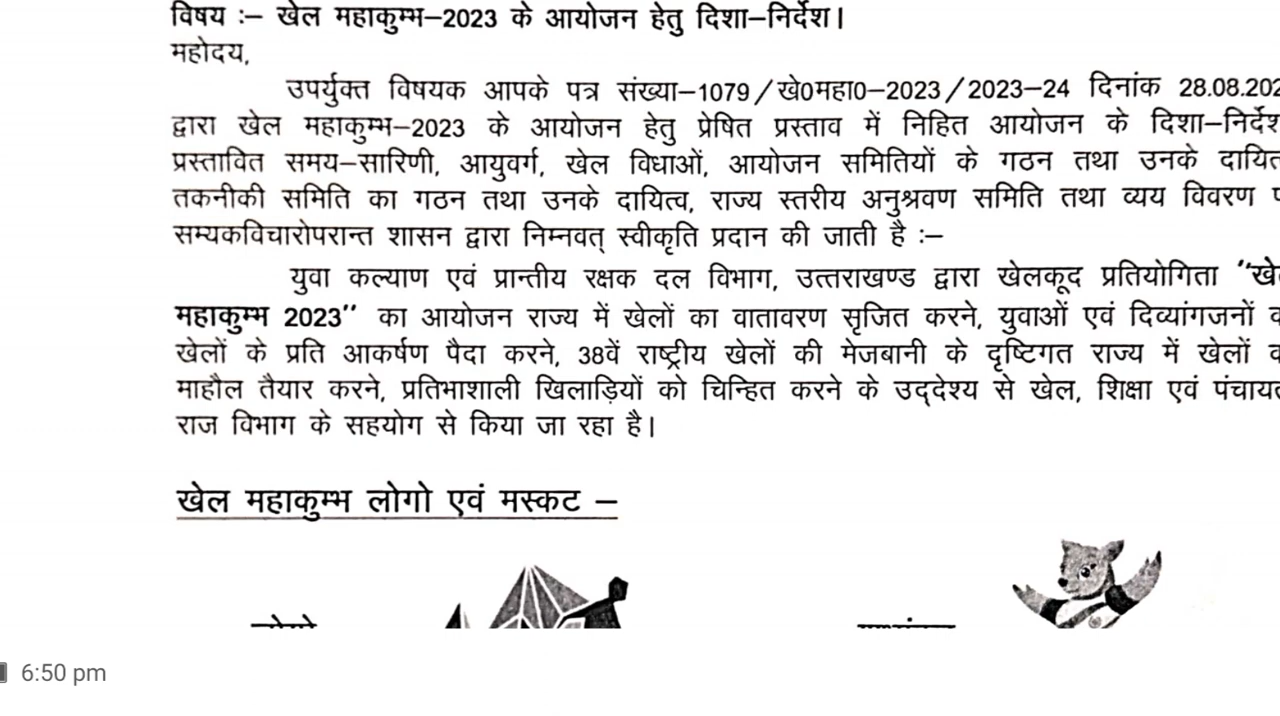 विषय :– खेल महाकुम्भ–2023 के आयोजन हेतु दिशा–निर्देश।
महोदय,
उपर्युक्त विषयक आपके पत्र संख्या–1079/खे0महा0–2023/2023–24 दिनांक 28.08.202
द्वारा खेल महाकुम्भ–2023 के आयोजन हेतु प्रेषित प्रस्ताव में निहित आयोजन के दिशा–निर्देश
प्रस्तावित समय–सारिणी, आयुवर्ग, खेल विधाओं, आयोजन समितियों के गठन तथा उनके
तकनीकी समिति का गठन तथा उनके दायित्व, राज्य स्तरीय अनुश्रवण समिति तथा व्यय विवरण
सम्यकविचारोपरान्त शासन द्वारा निम्नवत् स्वीकृति प्रदान की जाती है :–
युवा कल्याण एवं प्रान्तीय रक्षक दल विभाग, उत्तराखण्ड द्वारा खेलकूद प्रतियोगिता
महाकुम्भ 2023" का आयोजन राज्य में खेलों का वातावरण सृजित करने, युवाओं एवं दिव्यांगजनों
खेलों के प्रति आकर्षण पैदा करने, 38वें राष्ट्रीय खेलों की मेजबानी के दृष्टिगत राज्य में खेलों
माहौल तैयार करने, प्रतिभाशाली खिलाड़ियों को चिन्हित करने के उद्देश्य से खेल, शिक्षा एवं
राज विभाग के सहयोग से किया जा रहा है।
खेल महाकुम्भ लोगो एवं मस्कट –
6:50 pm